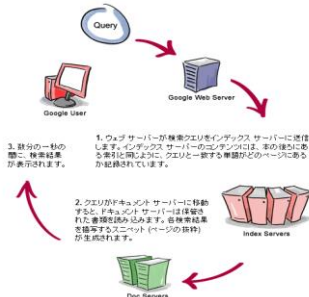 Query
Google User
Google Web Server
1. ウェブ サーバーが検索クエリをインデックス サーバーに送信
します。インデックス サーバーのコンテンツには、本の後ろにあ
る索引と同じように、クエリと一致する単語がどのページにある
か記録されています。
3. 数分の一秒の
間に、検索結果
が表示されます。
2. クエリがドキュメント サーバーに移動
すると、ドキュメント サーバーは保管さ
れた書類を読み込みます。各検索結果
を描写するスニペット (ページの抜粋)
が生成されます。
Index Servers
Doc Servers